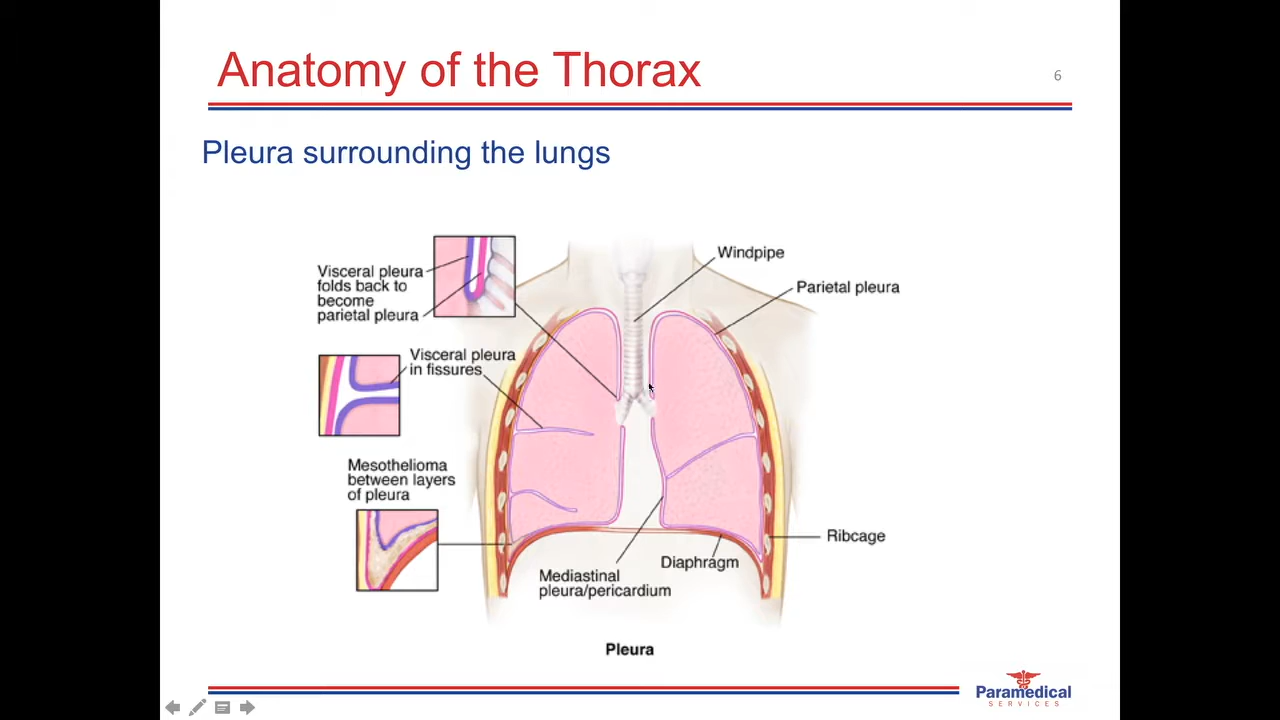 Anatomy of the Thorax
6
Pleura surrounding the lungs
Visceral pleura
folds back to
become
parietal pleura
Visceral pleura
in fissures
Mesothelioma
between layers
of pleura
Windpipe
Parietal pleura
Ribcage
Diaphragm
Mediastinal
pleura/pericardium
Pleura
Paramedical
SERVICES